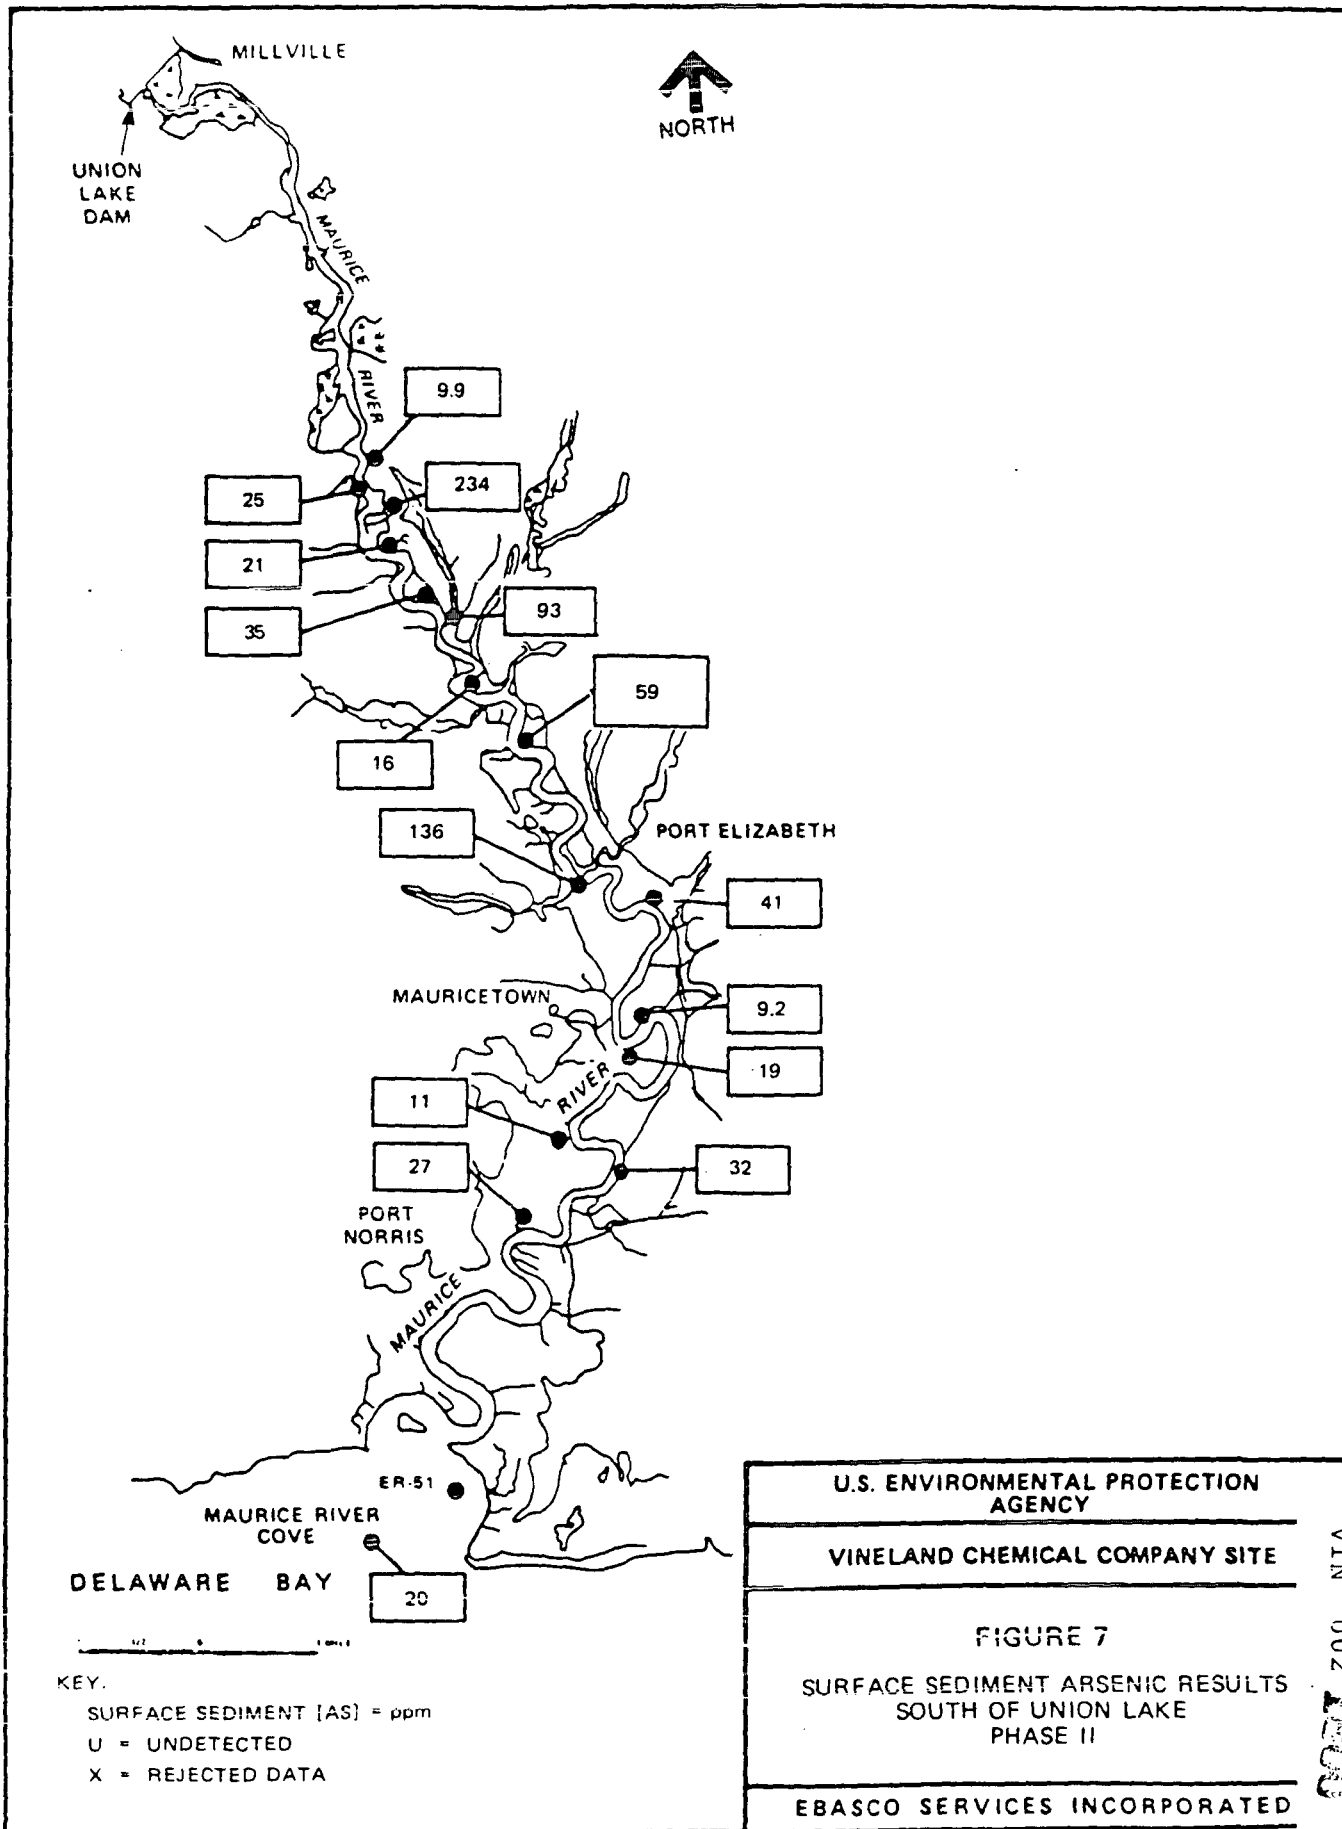 MILLVILLE
NORTH
UNION
LAKE
DAM
MAURICE
RIVER
9.9
25
234
21
35
93
59
16
136
PORT ELIZABETH
41
MAURICETOWN
9.2
19
RIVER
11
27
32
PORT
NORRIS
MAURICE
ER-51
MAURICE RIVER
COVE
DELAWARE BAY
20
KEY.
SURFACE SEDIMENT [AS] = ppm
U = UNDETECTED
X = REJECTED DATA
U.S. ENVIRONMENTAL PROTECTION
AGENCY
VINELAND CHEMICAL COMPANY SITE
FIGURE 7
SURFACE SEDIMENT ARSENIC RESULTS
SOUTH OF UNION LAKE
PHASE II
EBASCO SERVICES INCORPORATED
VIN 002